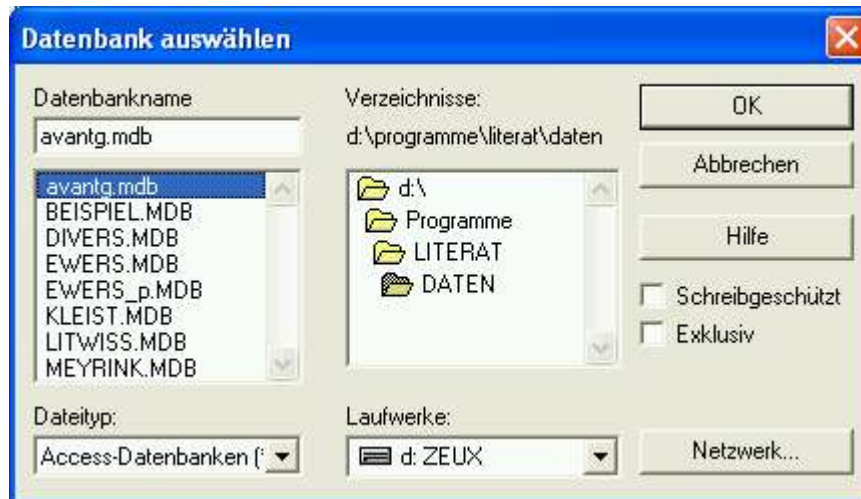 Datenbank auswählen
Datenbankname
avantg.mdb
avantg.mdb
BEISPIEL.MDB
DIVERS.MDB
EWERS.MDB
EWERS_p.MDB
KLEIST.MDB
LITWISS.MDB
MEYRINK.MDB
Dateityp:
Access-Datenbanken (*
Verzeichnisse:
d:\programme\literat\daten
d:\
Programme
LITERAT
DATEN
Laufwerke:
d: ZEUX
OK
Abbrechen
Hilfe
Schreibgeschützt
Exklusiv
Netzwerk...